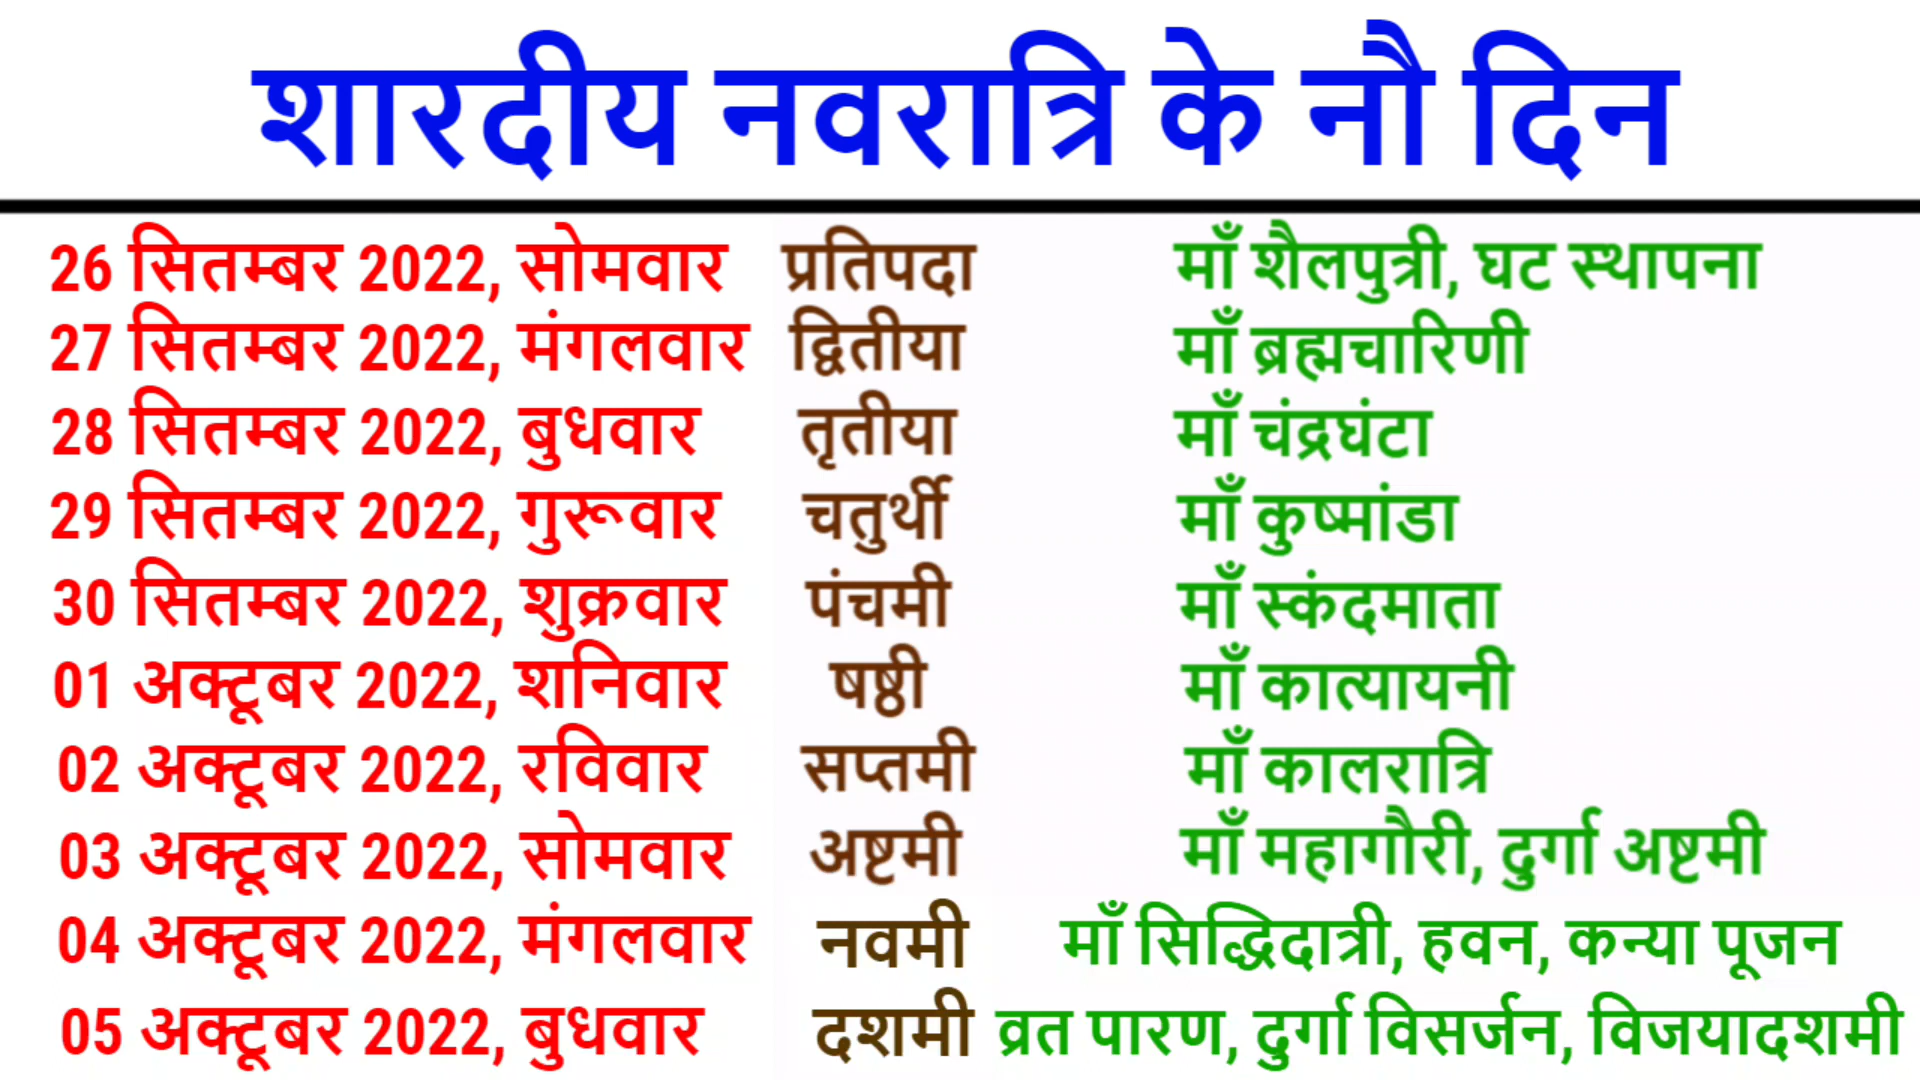 शारदीय नवरात्रि के नौ दिन
26 सितम्बर 2022, सोमवार प्रतिपदा माँ शैलपुत्री, घट स्थापना
27 सितम्बर 2022, मंगलवार द्वितीया माँ ब्रह्मचारिणी
28 सितम्बर 2022, बुधवार तृतीया माँ चंद्रघंटा
29 सितम्बर 2022, गुरूवार चतुर्थी माँ कुष्मांडा
30 सितम्बर 2022, शुक्रवार पंचमी माँ स्कंदमाता
01 अक्टूबर 2022, शनिवार षष्ठी माँ कात्यायनी
02 अक्टूबर 2022, रविवार सप्तमी माँ कालरात्रि
03 अक्टूबर 2022, सोमवार अष्टमी माँ महागौरी, दुर्गा अष्टमी
04 अक्टूबर 2022, मंगलवार नवमी माँ सिद्धिदात्री, हवन, कन्या पूजन
05 अक्टूबर 2022, बुधवार दशमी व्रत पारण, दुर्गा विसर्जन, विजयादशमी